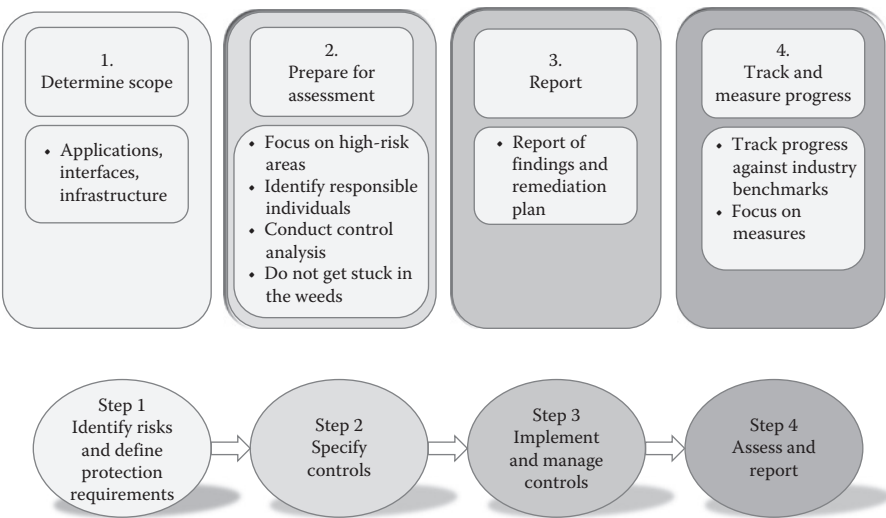 1.
Determine scope
• Applications,
interfaces,
infrastructure
2.
Prepare for
assessment
• Focus on high-risk
areas
• Identify responsible
individuals
• Conduct control
analysis
• Do not get stuck in
the weeds
3.
Report
• Report of
findings and
remediation
plan
4.
Track and
measure progress
• Track progress
against industry
benchmarks
• Focus on
measures
Step 1
Identify risks
and define
protection
requirements
Step 2
Specify
controls
Step 3
Implement
and manage
controls
Step 4
Assess and
report